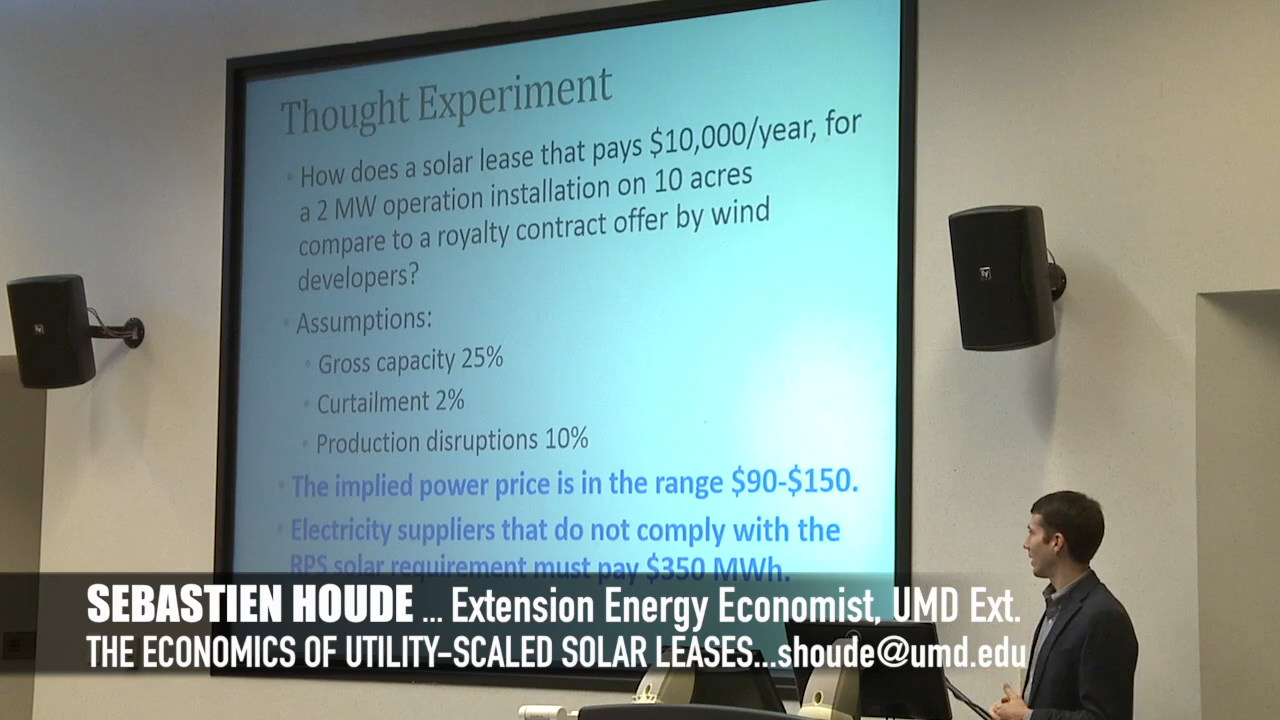 Thought Experiment
• How does a solar lease that pays $10,000/year, for
a 2 MW operation installation on 10 acres
compare to a royalty contract offer by wind
developers?
• Assumptions:
• Gross capacity 25%
• Curtailment 2%
• Production disruptions 10%
• The implied power price is in the range $90-$150.
• Electricity suppliers that do not comply with the
RPS solar requirement must pay $350 MWh.
SEBASTIEN HOUDE ... Extension Energy Economist, UMD Ext.
THE ECONOMICS OF UTILITY-SCALED SOLAR LEASES...shoude@umd.edu